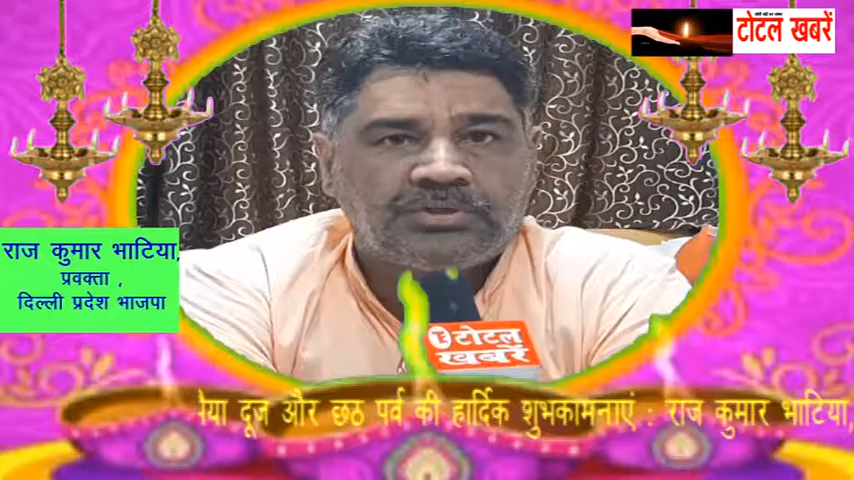 टोटल खबरें
राज कुमार भाटिया,
प्रवक्ता ,
दिल्ली प्रदेश भाजपा
टोटल
खबरें
दूज और छठ पर्व की हार्दिक शुभकामनाएं : राज कुमार भाटिया,